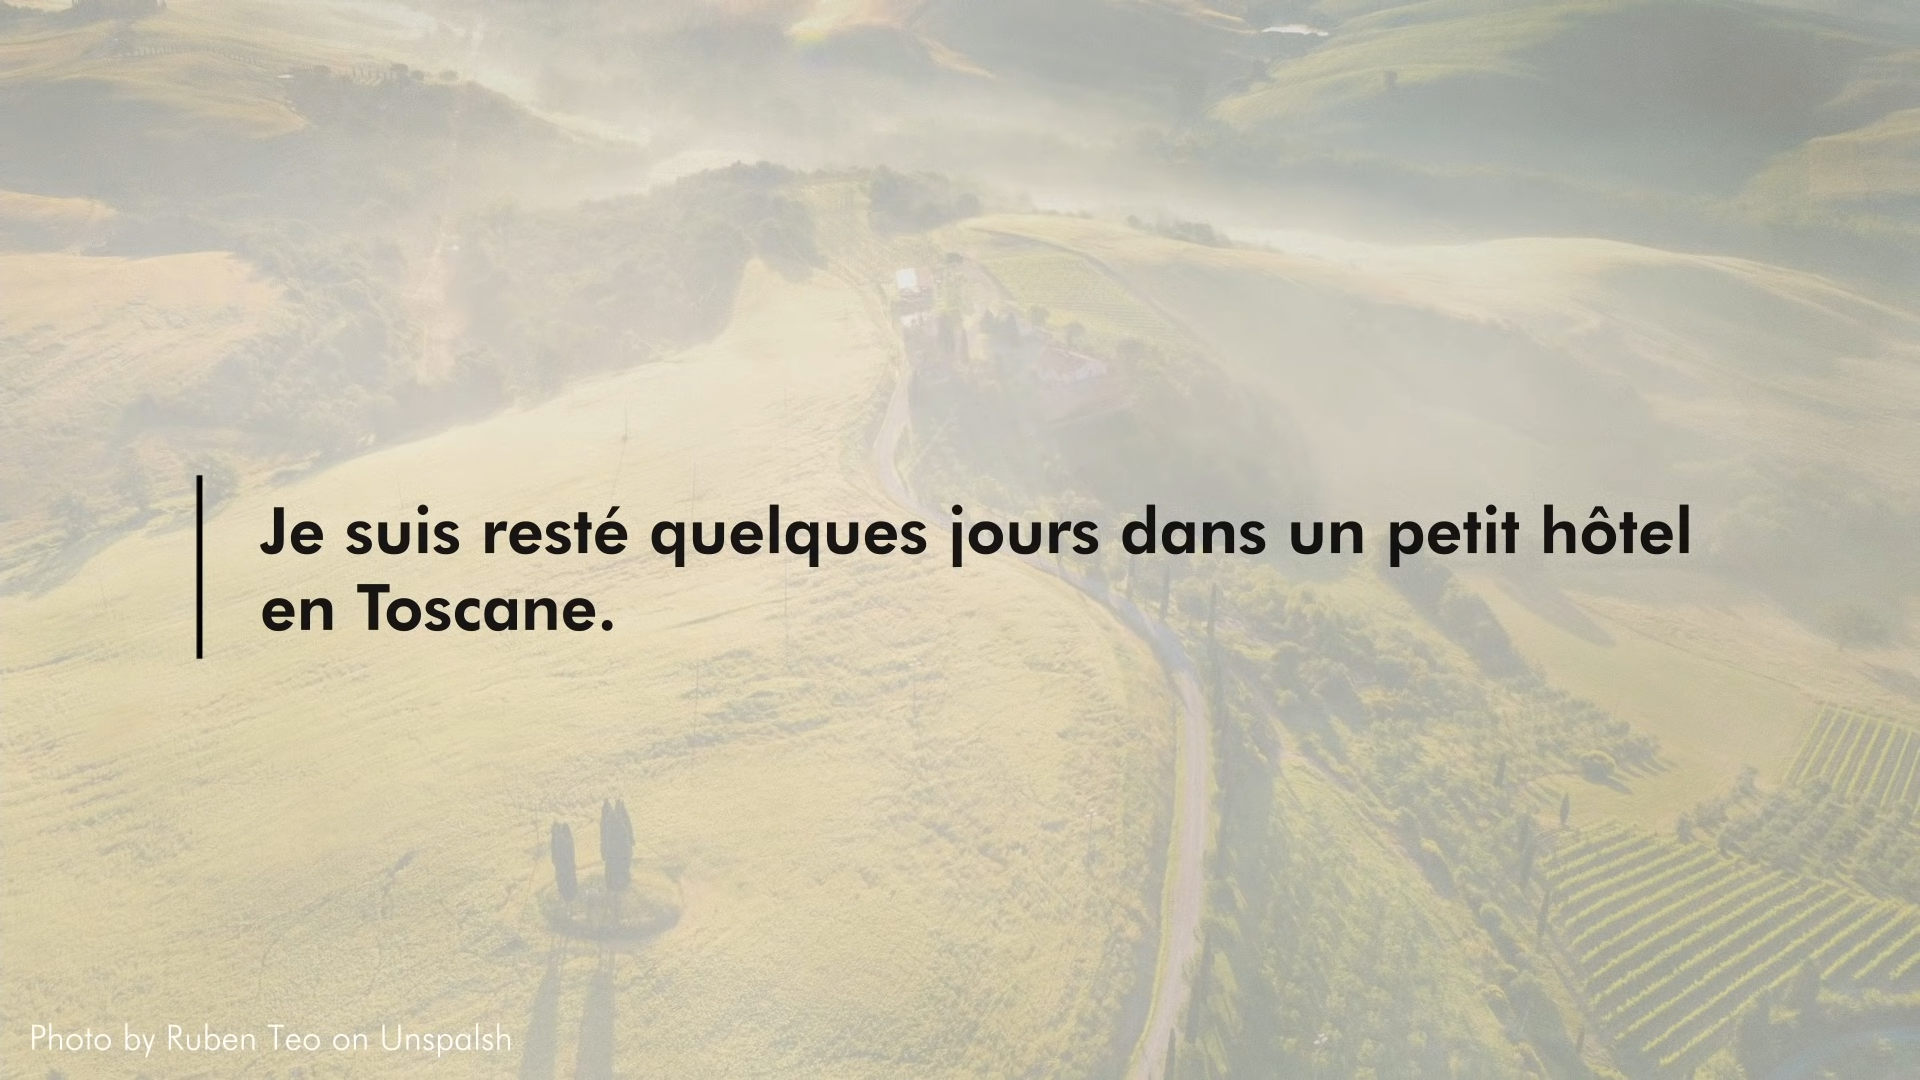 Je suis resté quelques jours dans un petit hôtel
en Toscane.
Photo by Ruben Teo on Unspalsh